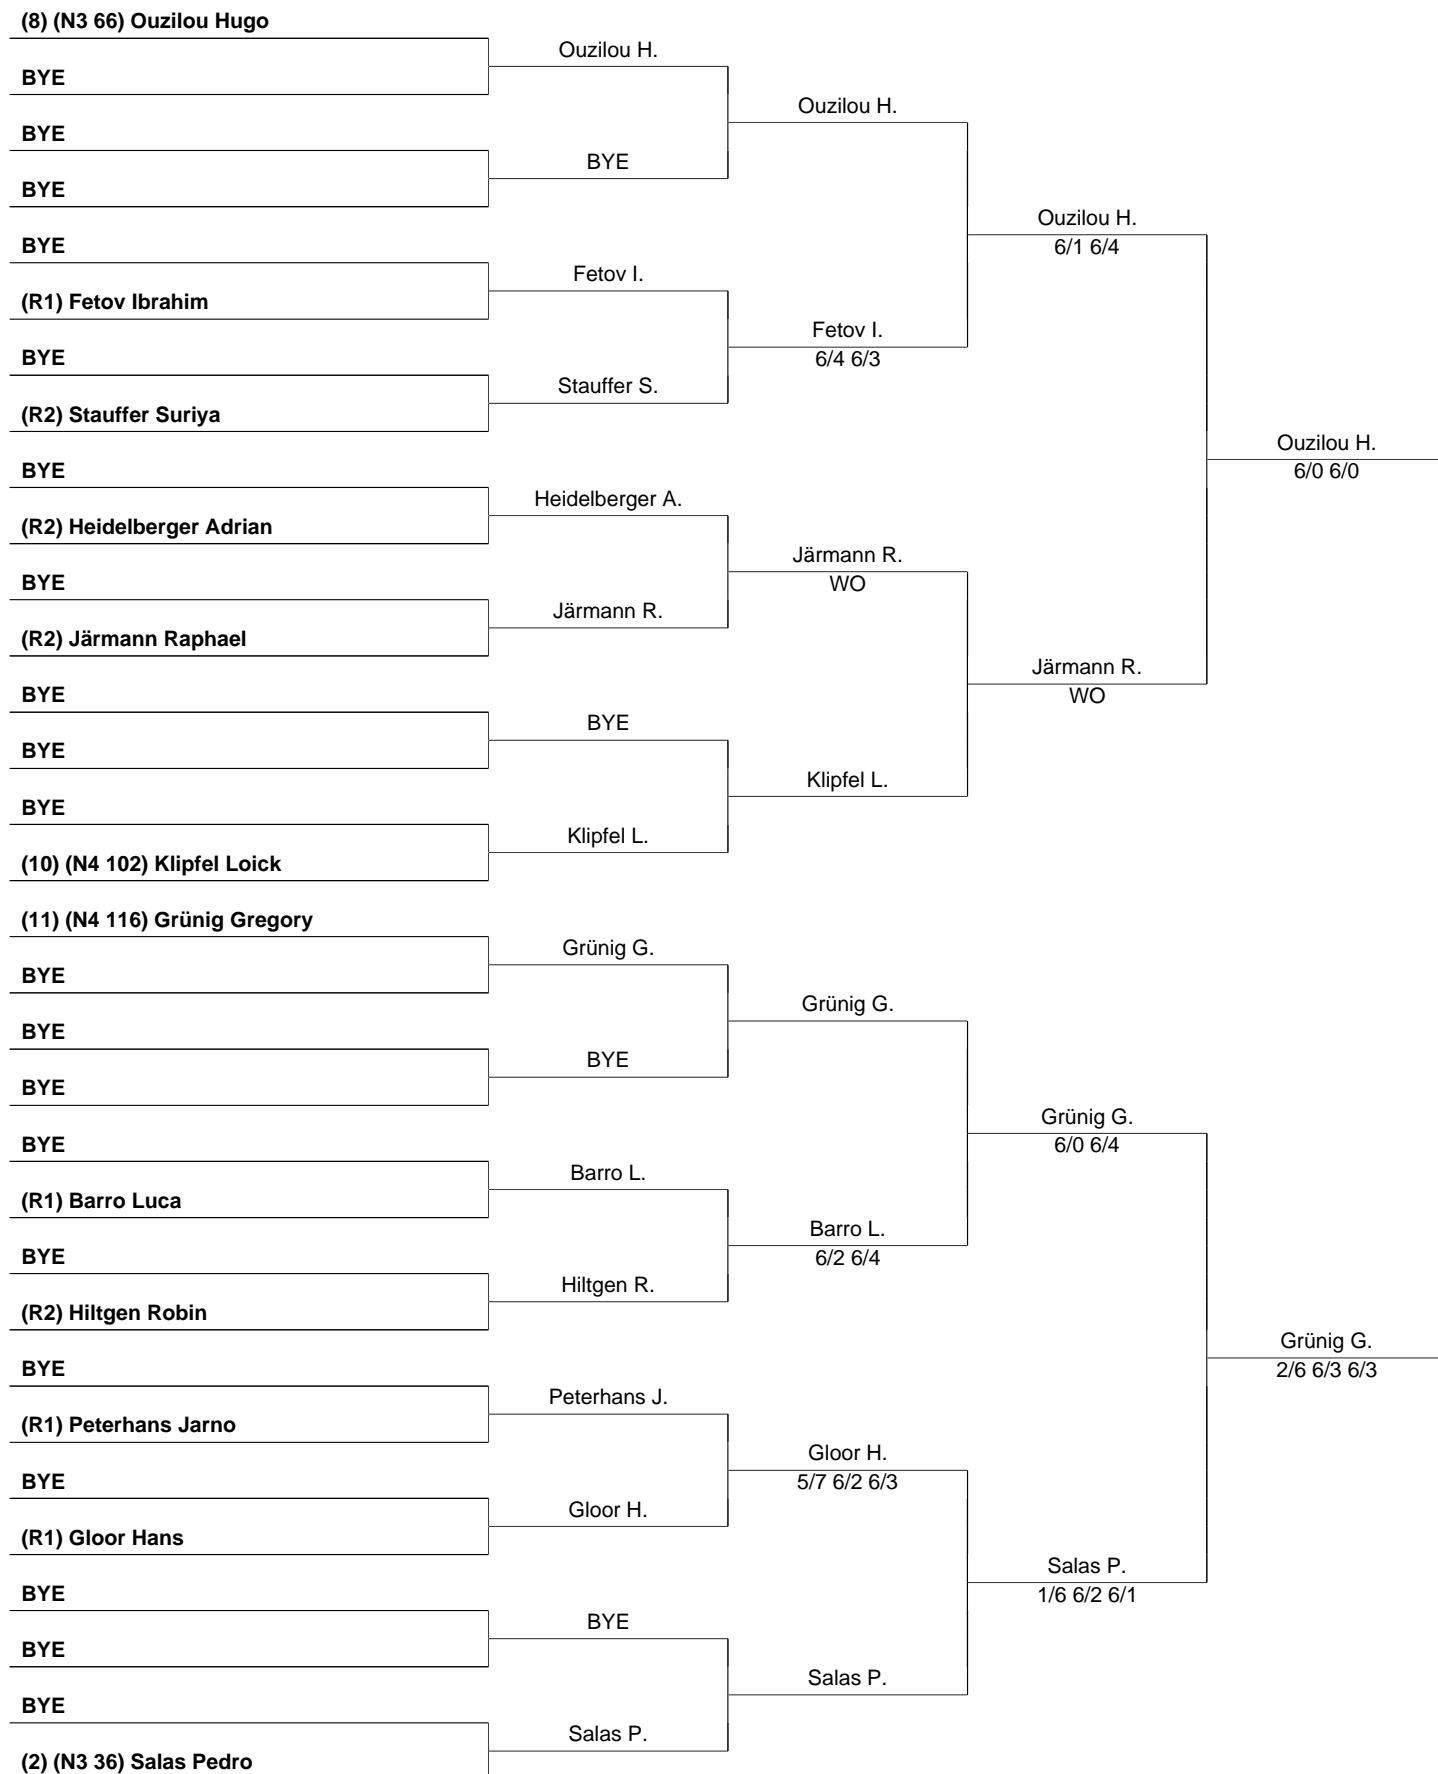 (8) (N3 66) Ouzilou Hugo
Ouzilou H.
BYE
Ouzilou H.
BYE
BYE
BYE
Ouzilou H.
BYE
6/1 6/4
Fetov I.
(R1) Fetov Ibrahim
Fetov I.
BYE
6/4 6/3
Stauffer S.
(R2) Stauffer Suriya
Ouzilou H.
BYE
6/0 6/0
Heidelberger A.
(R2) Heidelberger Adrian
Järmann R.
BYE
WO
Järmann R.
(R2) Järmann Raphael
Järmann R.
BYE
WO
BYE
BYE
Klipfel L.
BYE
Klipfel L.
(10) (N4 102) Klipfel Loick
(11) (N4 116) Grünig Gregory
Grünig G.
BYE
Grünig G.
BYE
BYE
BYE
Grünig G.
BYE
6/0 6/4
Barro L.
(R1) Barro Luca
Barro L.
BYE
6/2 6/4
Hiltgen R.
(R2) Hiltgen Robin
Grünig G.
BYE
2/6 6/3 6/3
Peterhans J.
(R1) Peterhans Jarno
Gloor H.
BYE
5/7 6/2 6/3
Gloor H.
(R1) Gloor Hans
Salas P.
BYE
1/6 6/2 6/1
BYE
BYE
Salas P.
BYE
Salas P.
(2) (N3 36) Salas Pedro